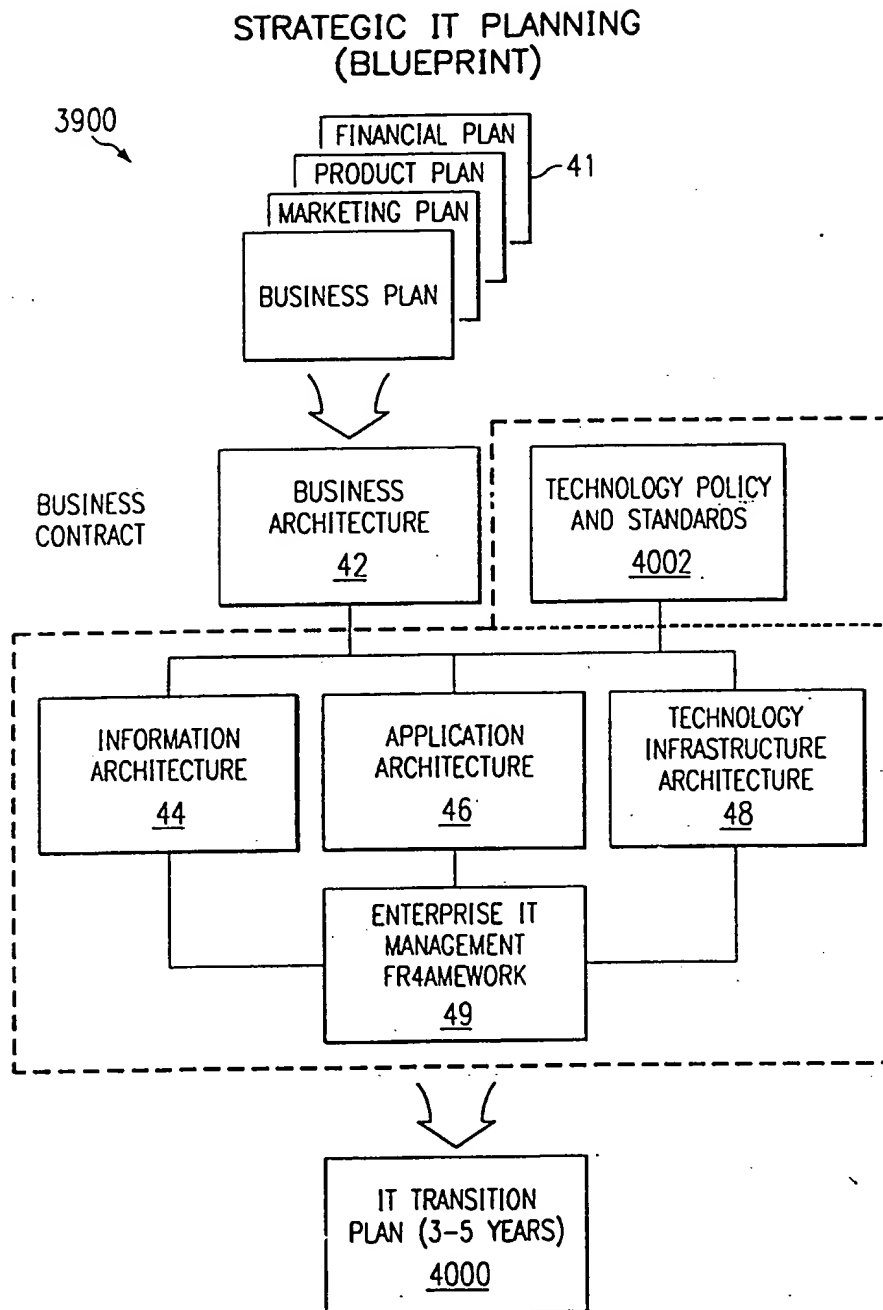 STRATEGIC IT PLANNING
(BLUEPRINT)
3900
FINANCIAL PLAN
PRODUCT PLAN
41
MARKETING PLAN
BUSINESS PLAN
BUSINESS
CONTRACT
BUSINESS
ARCHITECTURE
42
TECHNOLOGY POLICY
AND STANDARDS
4002
INFORMATION
ARCHITECTURE
44
APPLICATION
ARCHITECTURE
46
TECHNOLOGY
INFRASTRUCTURE
ARCHITECTURE
48
ENTERPRISE IT
MANAGEMENT
FR4AMEWORK
49
IT TRANSITION
PLAN (3-5 YEARS)
4000